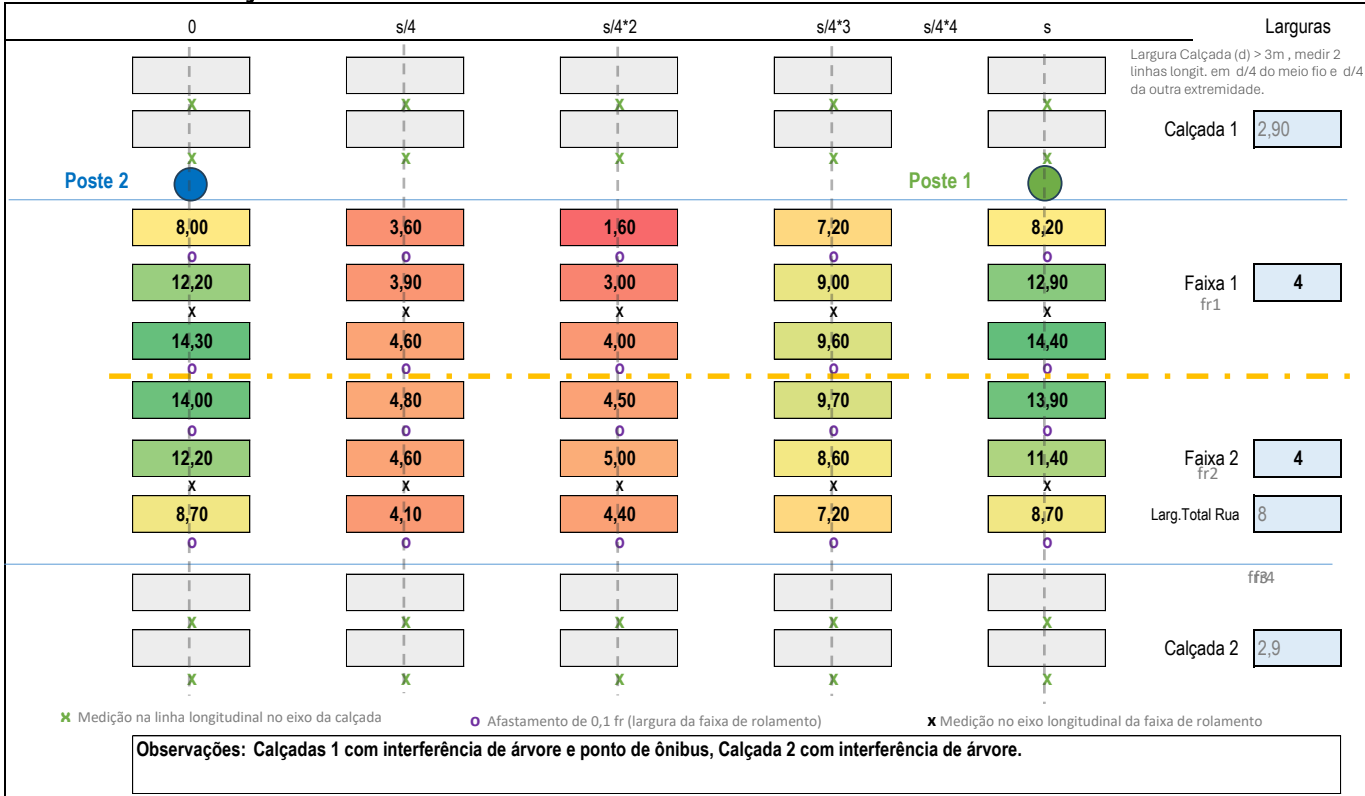 0 s/4 s/4*2 s/4*3 s/4*4 s Larguras
Largura Calçada (d) > 3m , medir 2
linhas longit. em d/4 do meio fio e d/4
da outra extremidade.
x x x x x
Calçada 1 2,90
x x x x x
Poste 2 Poste 1
8,00 3,60 1,60 7,20 8,20
o o o o o
12,20 3,90 3,00 9,00 12,90 Faixa 1 4
fr1
x x x x x
14,30 4,60 4,00 9,60 14,40
o o o o o
14,00 4,80 4,50 9,70 13,90
o o o o o
12,20 4,60 5,00 8,60 11,40 Faixa 2 4
fr2
x x x x x
8,70 4,10 4,40 7,20 8,70 Larg.Total Rua 8
o o o o o
x x x x x
Calçada 2 2,9
x x x x x
x Medição na linha longitudinal no eixo da calçada o Afastamento de 0,1 fr (largura da faixa de rolamento) x Medição no eixo longitudinal da faixa de rolamento
Observações: Calçadas 1 com interferência de árvore e ponto de ônibus, Calçada 2 com interferência de árvore.